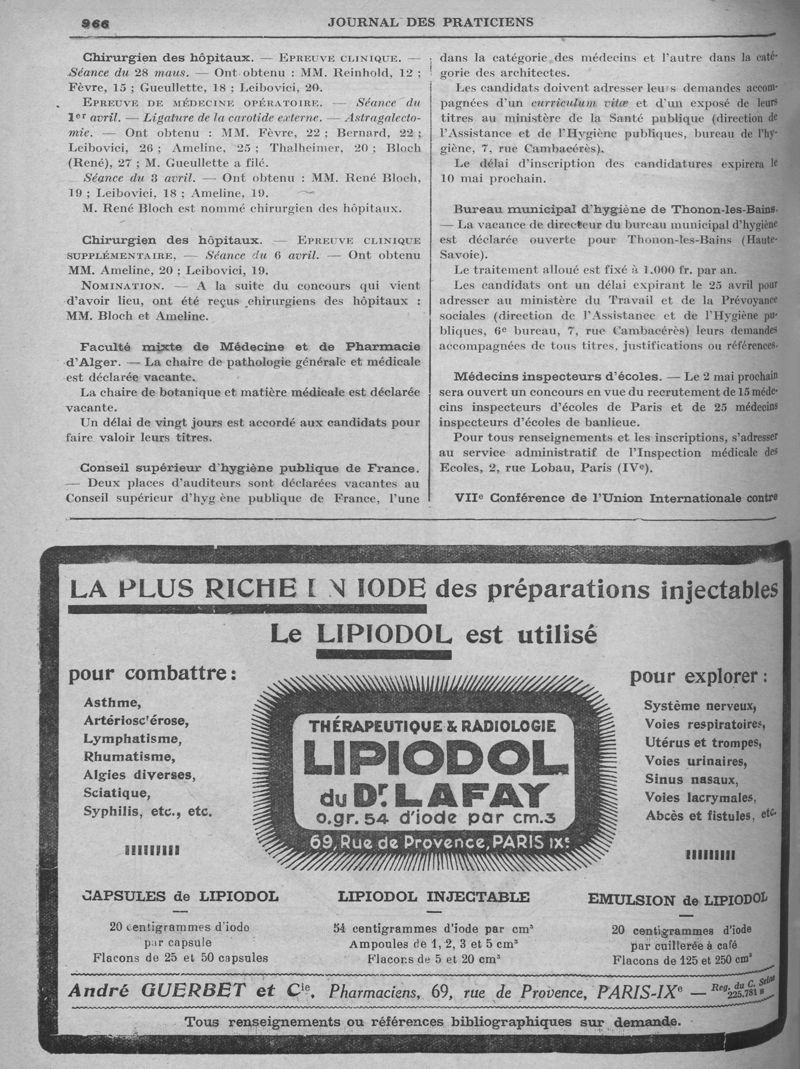 966
JOURNAL DES PRATICIENS
Chirurgien des hôpitaux. — EPREUVE CLINIQUE. —
Séance du 28 maus. — Ont obtenu : MM. Reinhold, 12 ;
Fèvre, 15 ; Gueullette, 18 ; Leibovici, 20.
EPREUVE DE MÉDECINE OPÉRATOIRE. — Séance du
1er avril. — Ligature de la carotide externe. — Astragalecto-
mie. — Ont obtenu : MM. Fèvre, 22 ; Bernard, 22 ;
Leibovici, 26 ; Ameline, 25 ; Thalheimer, 20 ; Bloch
(René), 27 ; M. Gueullette a filé.
Séance du 3 avril. — Ont obtenu : MM. René Bloch,
19 ; Leibovici, 18 ; Ameline, 19.
M. René Bloch est nommé chirurgien des hôpitaux.
Chirurgien des hôpitaux. — EPREUVE CLINIQUE
SUPPLÉMENTAIRE. — Séance du 6 avril. — Ont obtenu
MM. Ameline, 20 ; Leibovici, 19.
NOMINATION. — A la suite du concours qui vient
d'avoir lieu, ont été reçus chirurgiens des hôpitaux :
MM. Bloch et Ameline.
Faculté mixte de Médecine et de Pharmacie
d'Alger. — La chaire de pathologie générale et médicale
est déclarée vacante.
La chaire de botanique et matière médicale est déclarée
vacante.
Un délai de vingt jours est accordé aux candidats pour
faire valoir leurs titres.
Conseil supérieur d'hygiène publique de France.
— Deux places d'auditeurs sont déclarées vacantes au
Conseil supérieur d'hyg ène publique de France, l'une
dans la catégorie des médecins et l'autre dans la caté-
gorie des architectes.
Les candidats doivent adresser leurs demandes accom-
pagnées d'un curriculum vitæ et d'un exposé de leurs
titres au ministère de la Santé publique (direction de
l'Assistance et de l'Hygiène publiques, bureau de l'hy-
giène, 7, rue Cambacérès).
Le délai d'inscription des candidatures expirera le
10 mai prochain.
Bureau municipal d'hygiène de Thonon-les-Bains.
— La vacance de directeur du bureau municipal d'hygiène
est déclarée ouverte pour Thonon-les-Bains (Haute-
Savoie).
Le traitement alloué est fixé à 1.000 fr. par an.
Les candidats ont un délai expirant le 25 avril pour
adresser au ministère du Travail et de la Prévoyance
sociales (direction de l'Assistance et de l'Hygiène pu-
bliques, 6e bureau, 7, rue Cambacérès) leurs demandes
accompagnées de tous titres, justifications ou références.
Médecins inspecteurs d'écoles. — Le 2 mai prochain
sera ouvert un concours en vue du recrutement de 15 méde-
cins inspecteurs d'écoles de Paris et de 25 médecins
inspecteurs d'écoles de banlieue.
Pour tous renseignements et les inscriptions, s'adresser
au service administratif de l'Inspection médicale des
Ecoles, 2, rue Lobau, Paris (IVe).
VIIe Conférence de l'Union Internationale contre
LA PLUS RICHE EN IODE des préparations injectables
Le LIPIODOL est utilisé
pour combattre :
Asthme,
Artériosc'érose,
Lymphatisme,
Rhumatisme,
Algies diverses,
Sciatique,
Syphilis, etc., etc.
THÉRAPEUTIQUE & RADIOLOGIE
LIPIODOL
du Dr. LAFAY
0.gr. 54 d'iode par cm.3
69, Rue de Provence, PARIS IXe.
pour explorer :
Système nerveux,
Voies respiratoires,
Utérus et trompes,
Voies urinaires,
Sinus nasaux,
Voies lacrymales,
Abcès et fistules, etc.
CAPSULES de LIPIODOL
20 centigrammes d'iodo
par capsule
Flacons de 25 et 50 capsules
LIPIODOL INJECTABLE
54 centigrammes d'iode par cm³
Ampoules de 1, 2, 3 et 5 cm³
Flacons de 5 et 20 cm³
EMULSION de LIPIODOL
20 centigrammes d'iode
par cuillerée à café
Flacons de 125 et 250 cm³
André GUERBET et Cie, Pharmaciens, 69, rue de Provence, PARIS-IXe — Reg. du C. Seine
225.781 B
Tous renseignements ou références bibliographiques sur demande.